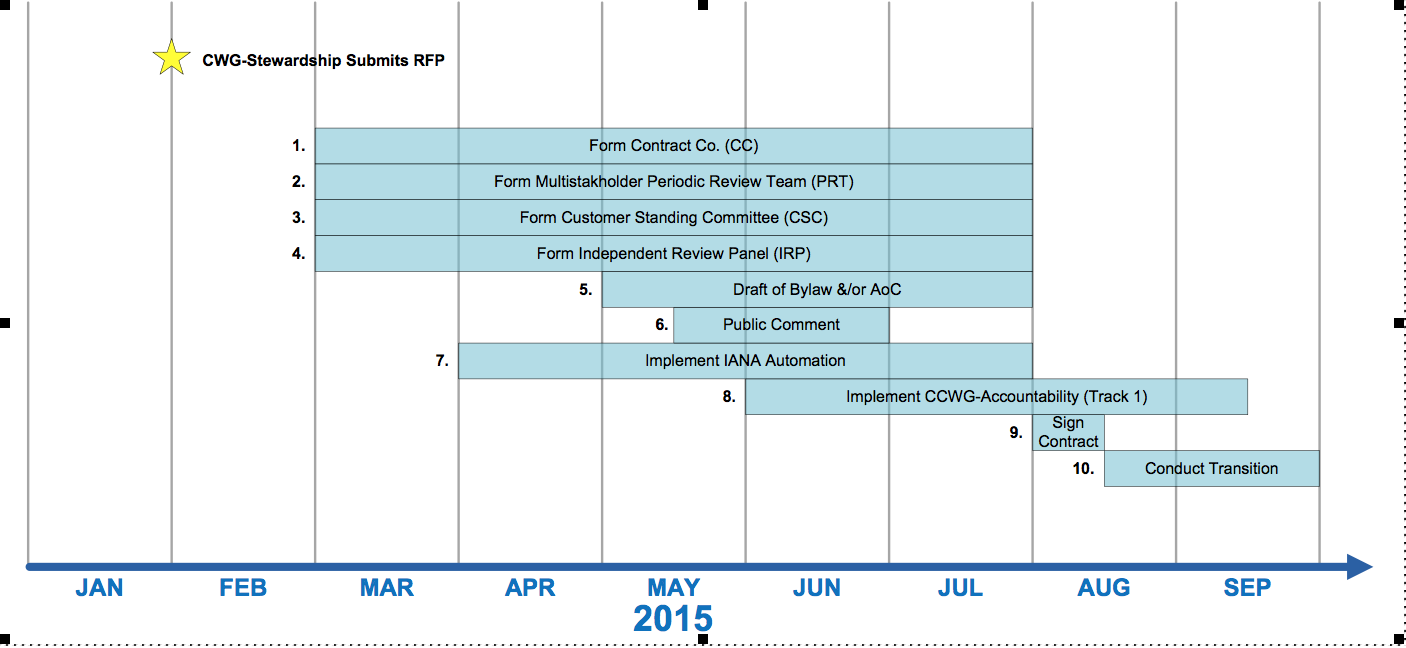 CWG-Stewardship Submits RFP
1. Form Contract Co. (CC)
2. Form Multistakholder Periodic Review Team (PRT)
3. Form Customer Standing Committee (CSC)
4. Form Independent Review Panel (IRP)
5. Draft of Bylaw &/or AoC
6. Public Comment
7. Implement IANA Automation
8. Implement CCWG-Accountability (Track 1)
9. Sign
Contract
10. Conduct Transition
JAN FEB MAR APR MAY JUN JUL AUG SEP
2015